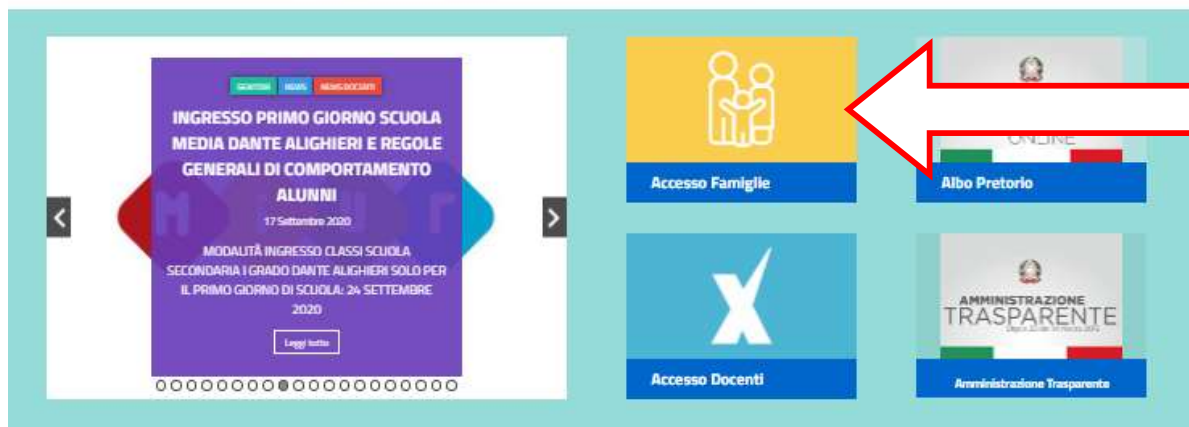 GENITORI NEWS NEWS DOCENTI
INGRESSO PRIMO GIORNO SCUOLA
MEDIA DANTE ALIGHIERI E REGOLE
GENERALI DI COMPORTAMENTO
ALUNNI
17 Settembre 2020
MODALITÀ INGRESSO CLASSI SCUOLA
SECONDARIA I GRADO DANTE ALIGHIERI SOLO PER
IL PRIMO GIORNO DI SCUOLA: 24 SETTEMBRE
2020
Leggi tutto
Accesso Famiglie
ONLINE
Albo Pretorio
Accesso Docenti
AMMINISTRAZIONE
TRASPARENTE
Amministrazione Trasparente